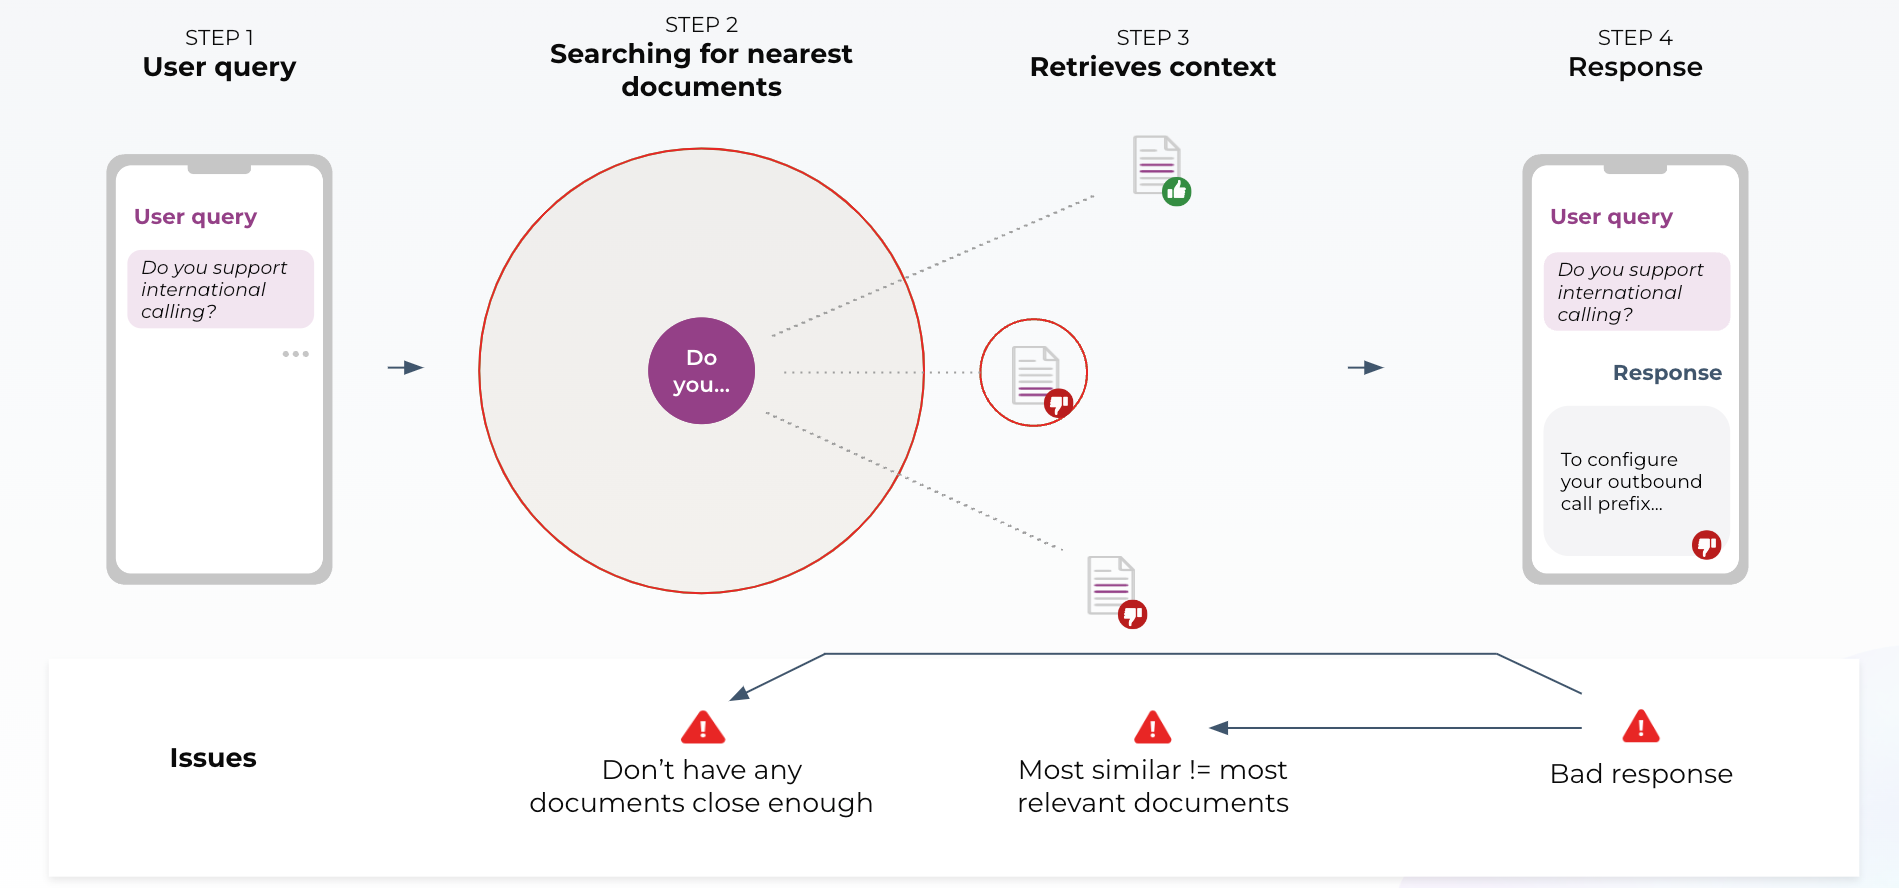 STEP 1
User query
STEP 2
Searching for nearest
documents
STEP 3
Retrieves context
STEP 4
Response
User query
Do you support
international
calling?
Do
you...
User query
Do you support
international
calling?
Response
To configure
your outbound
call prefix...
Issues
Don't have any
documents close enough
Most similar != most
relevant documents
Bad response